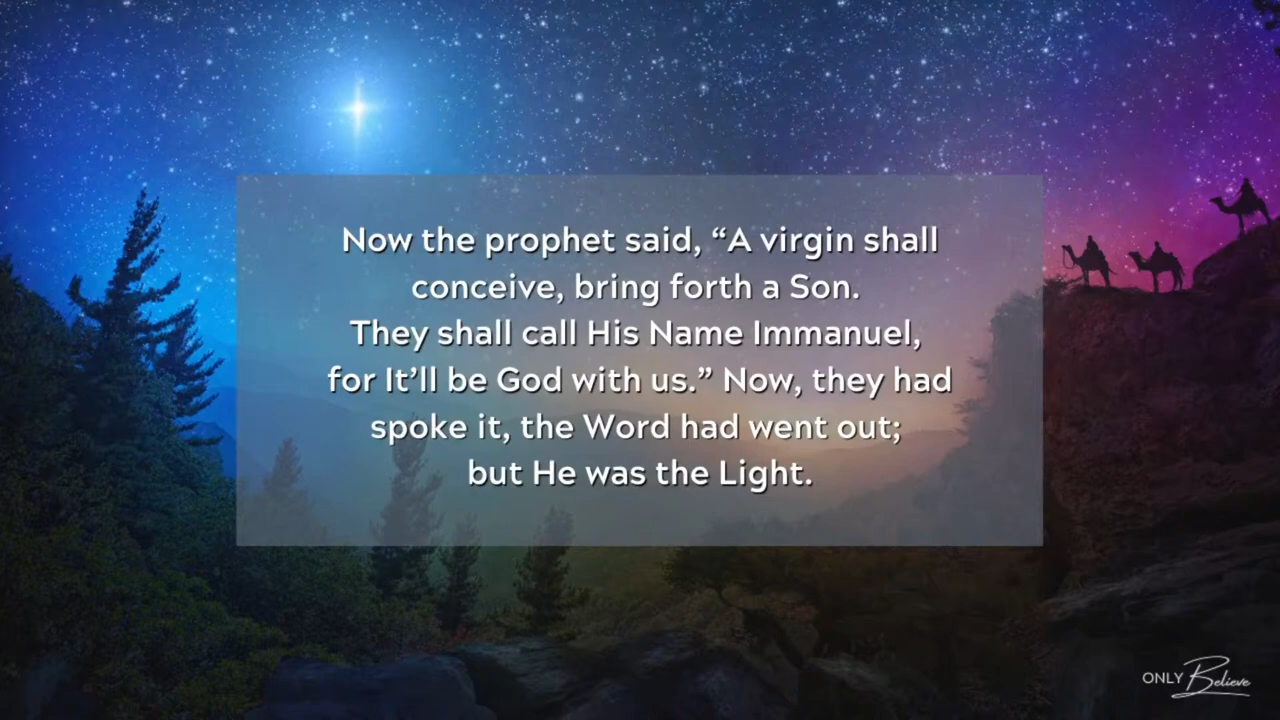 Now the prophet said, “A virgin shall
conceive, bring forth a Son.
They shall call His Name Immanuel,
for It’ll be God with us.” Now, they had
spoke it, the Word had went out;
but He was the Light.
ONLY Believe